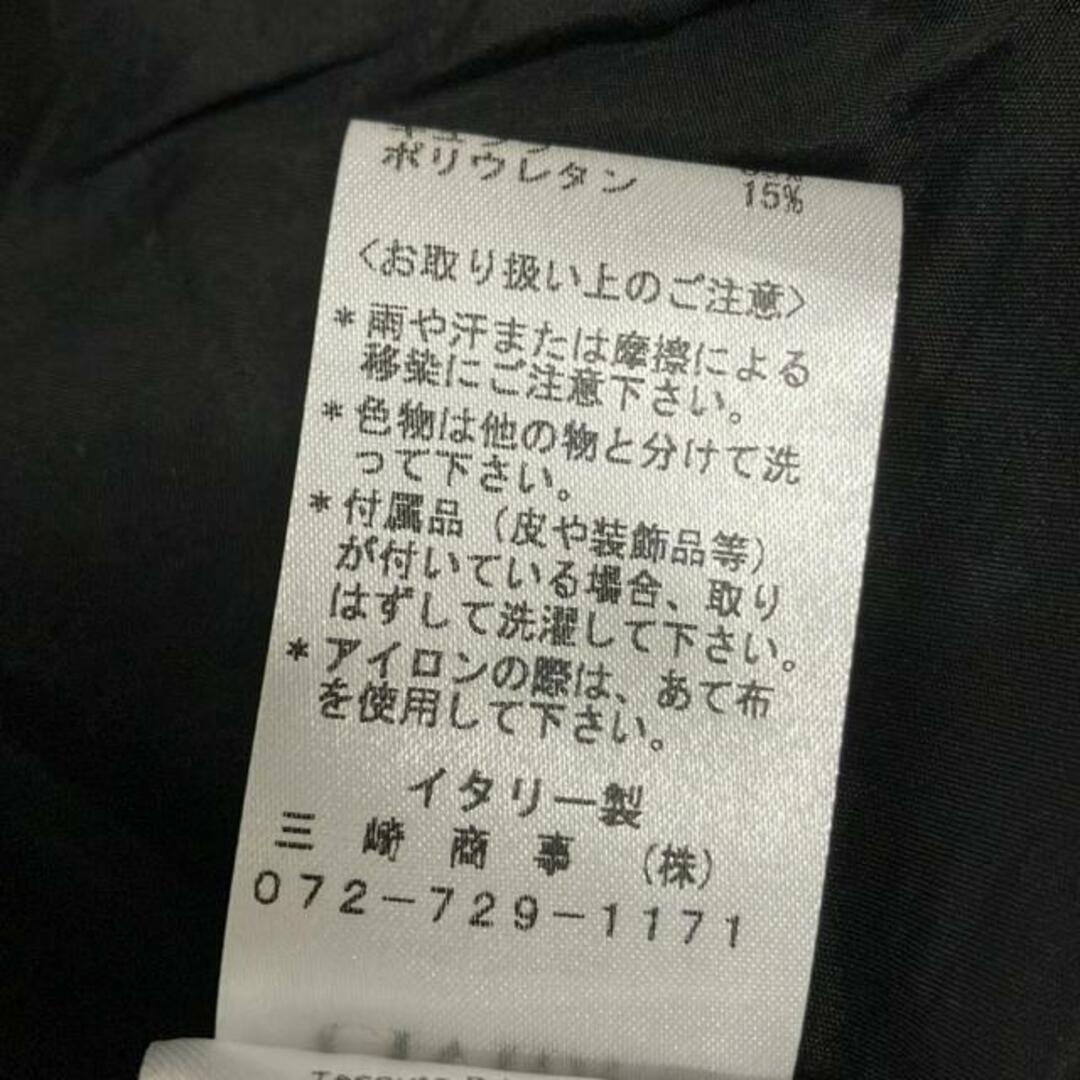 ポリウレタン 15%
〈お取り扱い上のご注意〉
*雨や汗または摩擦による
移染にご注意下さい。
*色物は他の物と分けて洗
って下さい。
*付属品(皮や装飾品等)
が付いている場合、取り
はずして洗濯して下さい。
*アイロンの際は、あて布
を使用して下さい。
イタリー製
三崎商事(株)
072-729-1171